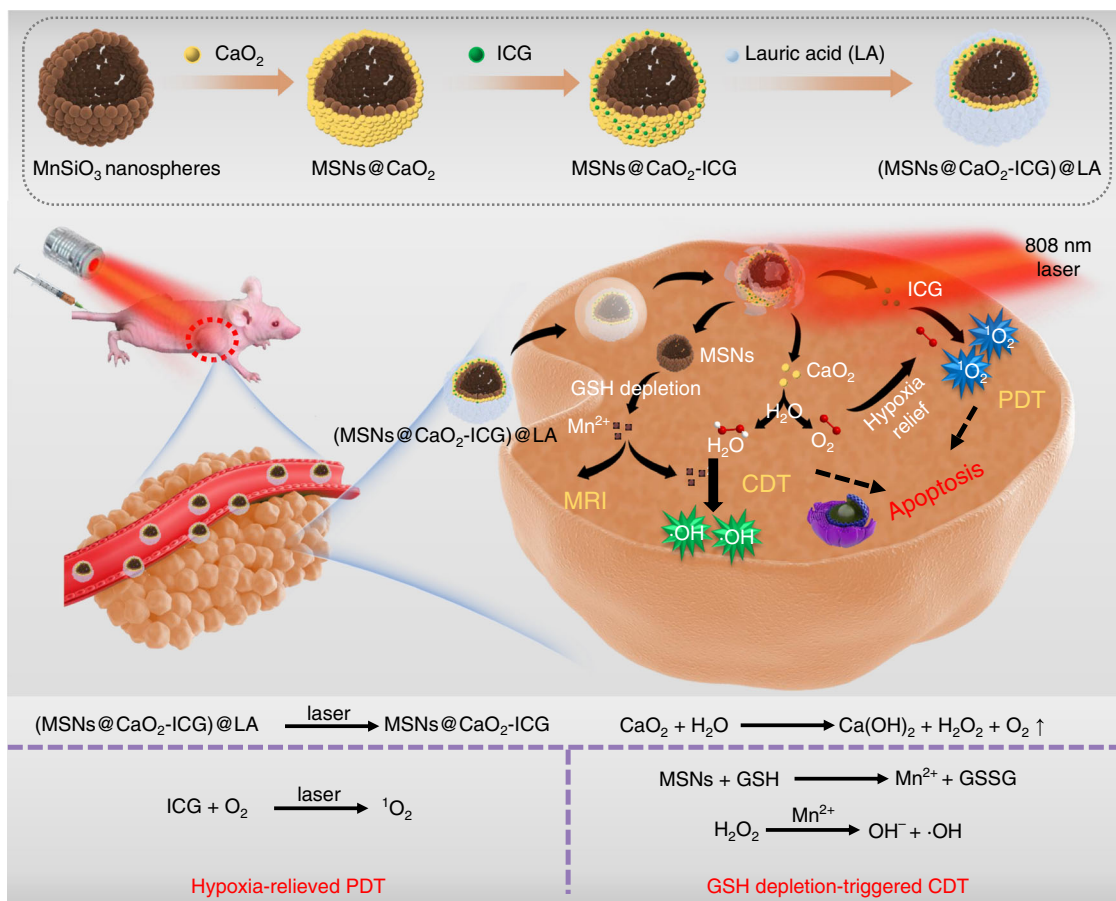 CaO₂
ICG
Lauric acid (LA)
MnSiO₃ nanospheres
MSNs@CaO₂
MSNs@CaO₂-ICG
(MSNs@CaO₂-ICG)@LA
808 nm
laser
ICG
¹O₂
¹O₂
MSNs
CaO₂
PDT
GSH depletion
H₂O
Hypoxia
relief
(MSNs@CaO₂-ICG)@LA
Mn²⁺
H₂O
O₂
MRI
CDT
Apoptosis
·OH
·OH
(MSNs@CaO₂-ICG)@LA laser MSNs@CaO₂-ICG
CaO₂ + H₂O Ca(OH)₂ + H₂O₂ + O₂ ↑
ICG + O₂ laser ¹O₂
MSNs + GSH Mn²⁺ + GSSG
H₂O₂ Mn²⁺ OH⁻ + ·OH
Hypoxia-relieved PDT
GSH depletion-triggered CDT